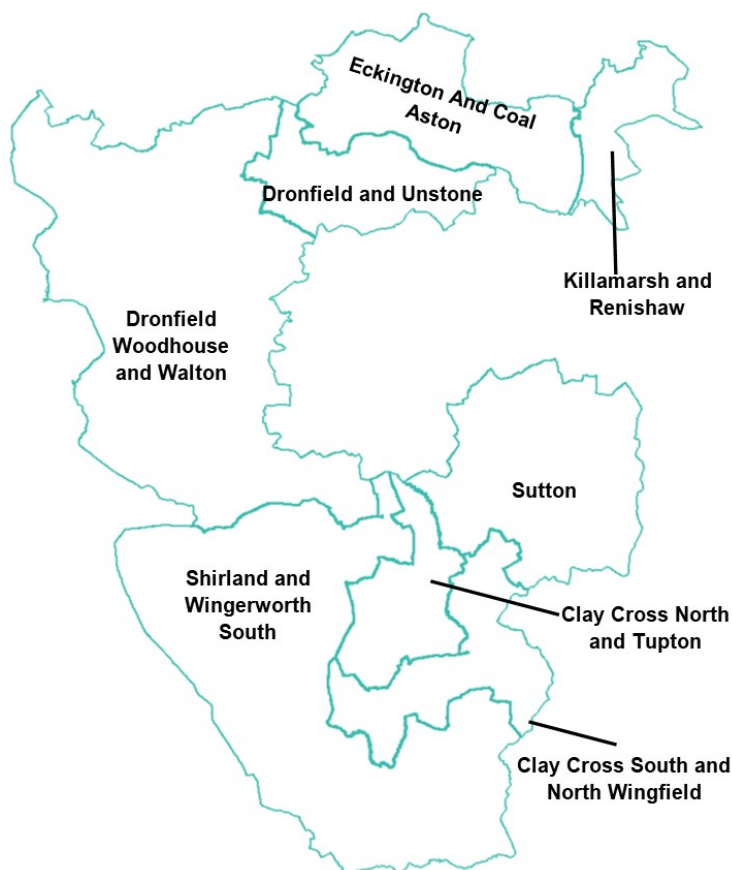 Eckington And Coal
Aston
Dronfield and Unstone
Killamarsh and
Renishaw
Dronfield
Woodhouse
and Walton
Sutton
Shirland and
Wingerworth
South
Clay Cross North
and Tupton
Clay Cross South and
North Wingfield